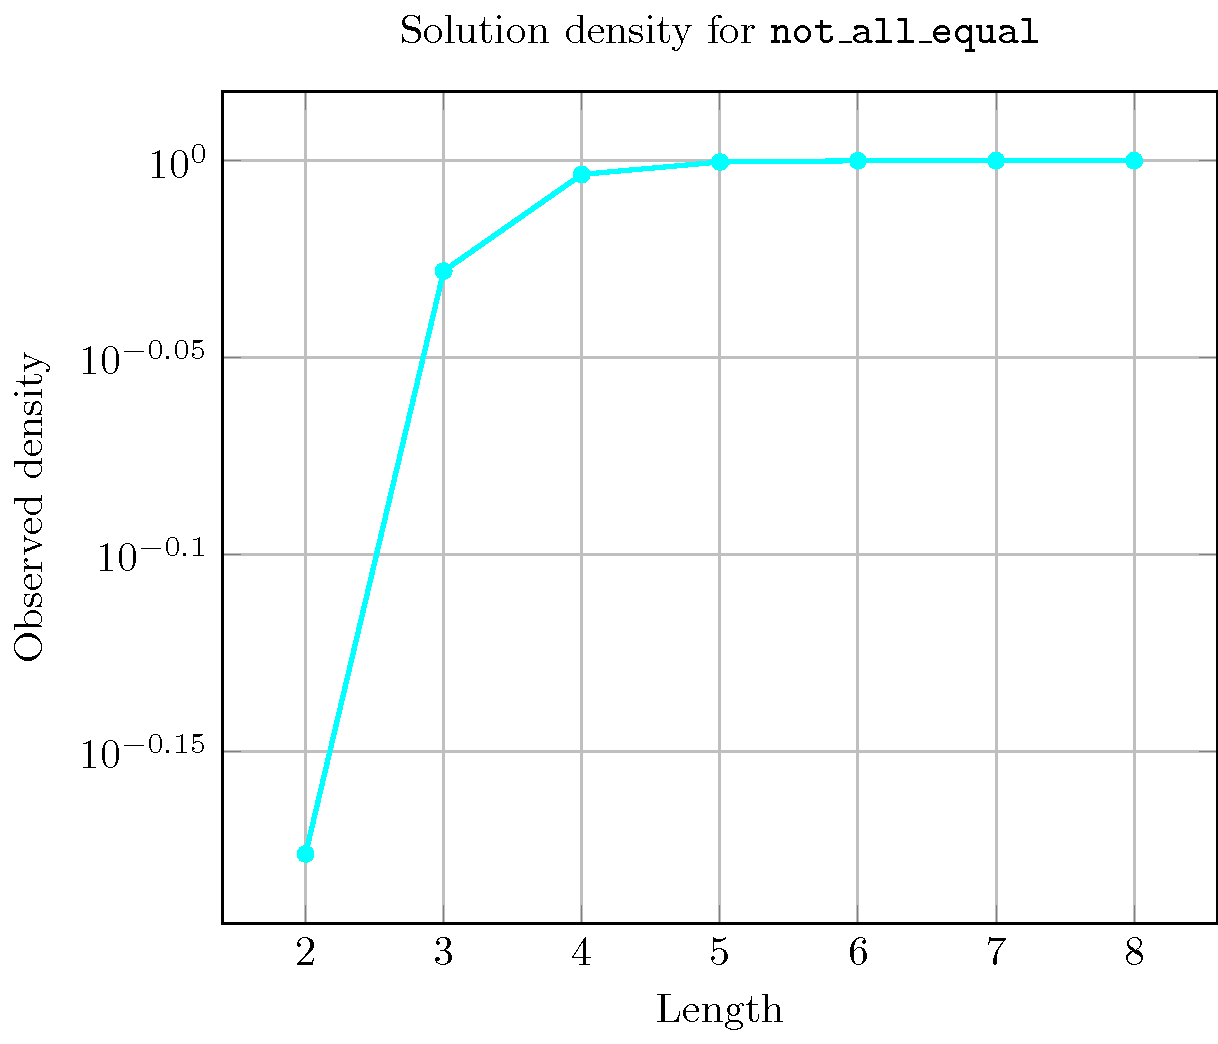 Solution density for not_all_equal
10^0
10^−0.05
10^−0.1
10^−0.15
Observed density
2 3 4 5 6 7 8
Length